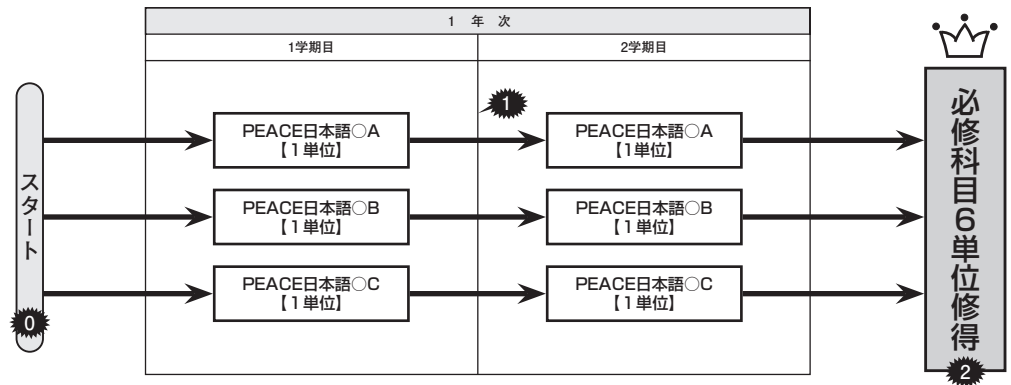 1 年 次
1学期目
2学期目
スタート
0
PEACE日本語○A
【1単位】
1
PEACE日本語○A
【1単位】
PEACE日本語○B
【1単位】
PEACE日本語○B
【1単位】
PEACE日本語○C
【1単位】
PEACE日本語○C
【1単位】
必修科目6単位修得
2